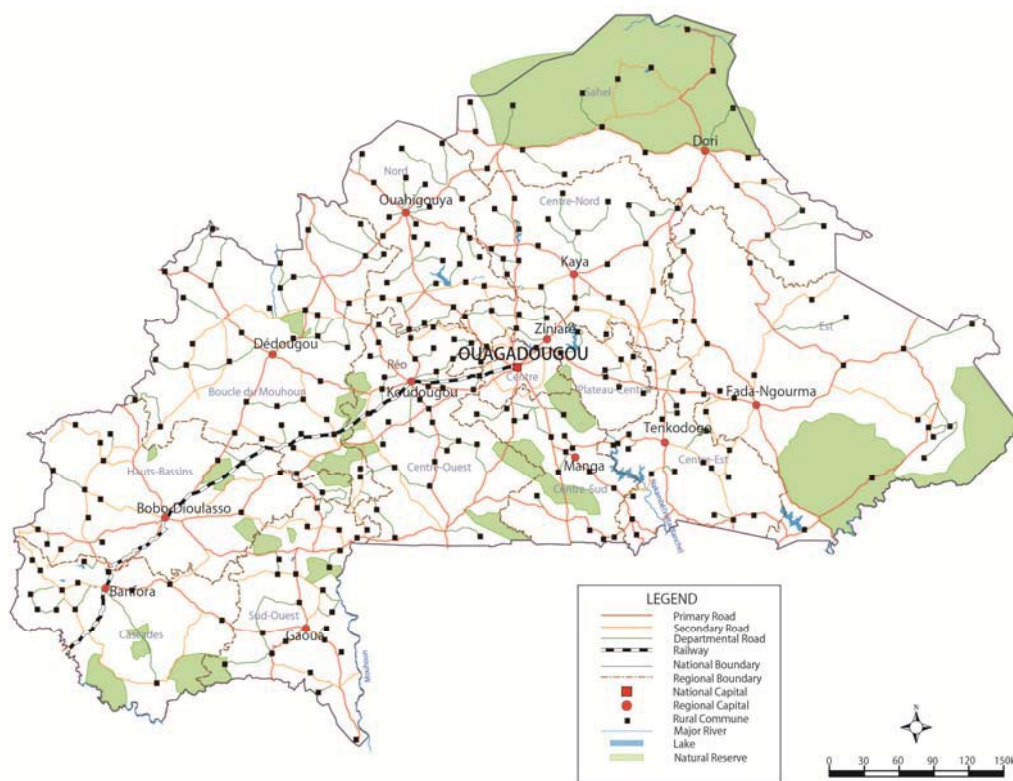 Sahel
Dori
Nord
Ouahigouya
Centre-Nord
Kaya
Ziniare
Est
Dédougou
OUAGADOUGOU
Réo
Centre
Boucle du Mouhoun
Koudougou
Plateau-Central
Fada-Ngourma
Tenkodogo
Hauts-Bassins
Centre-Ouest
Manga
Centre-Est
Centre-Sud
Bobo-Dioulasso
Banfora
Sud-Ouest
Gaoua
Cascades
Mouhoun
LEGEND
Primary Road
Secondary Road
Departmental Road
Railway
National Boundary
Regional Boundary
National Capital
Regional Capital
Rural Commune
Major River
Lake
Natural Reserve
N
0 30 60 90 120 150k